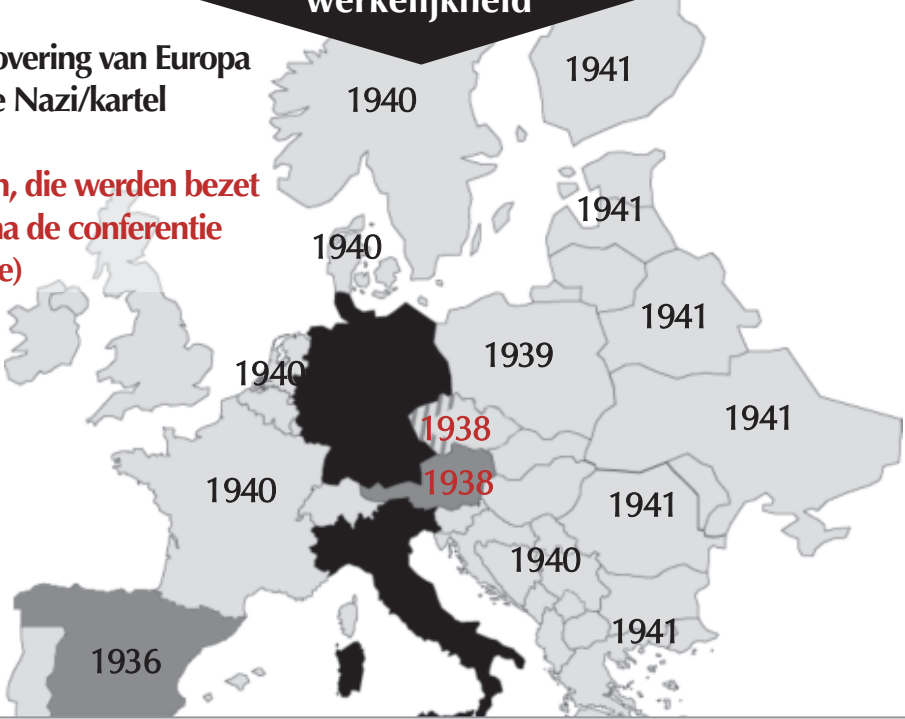 werkelijkheid
overing van Europa
e Nazi/kartel
n, die werden bezet
na de conferentie
e)
1941
1940
1941
1940
1941
1939
1940
1941
1938
1938
1940
1941
1940
1941
1936